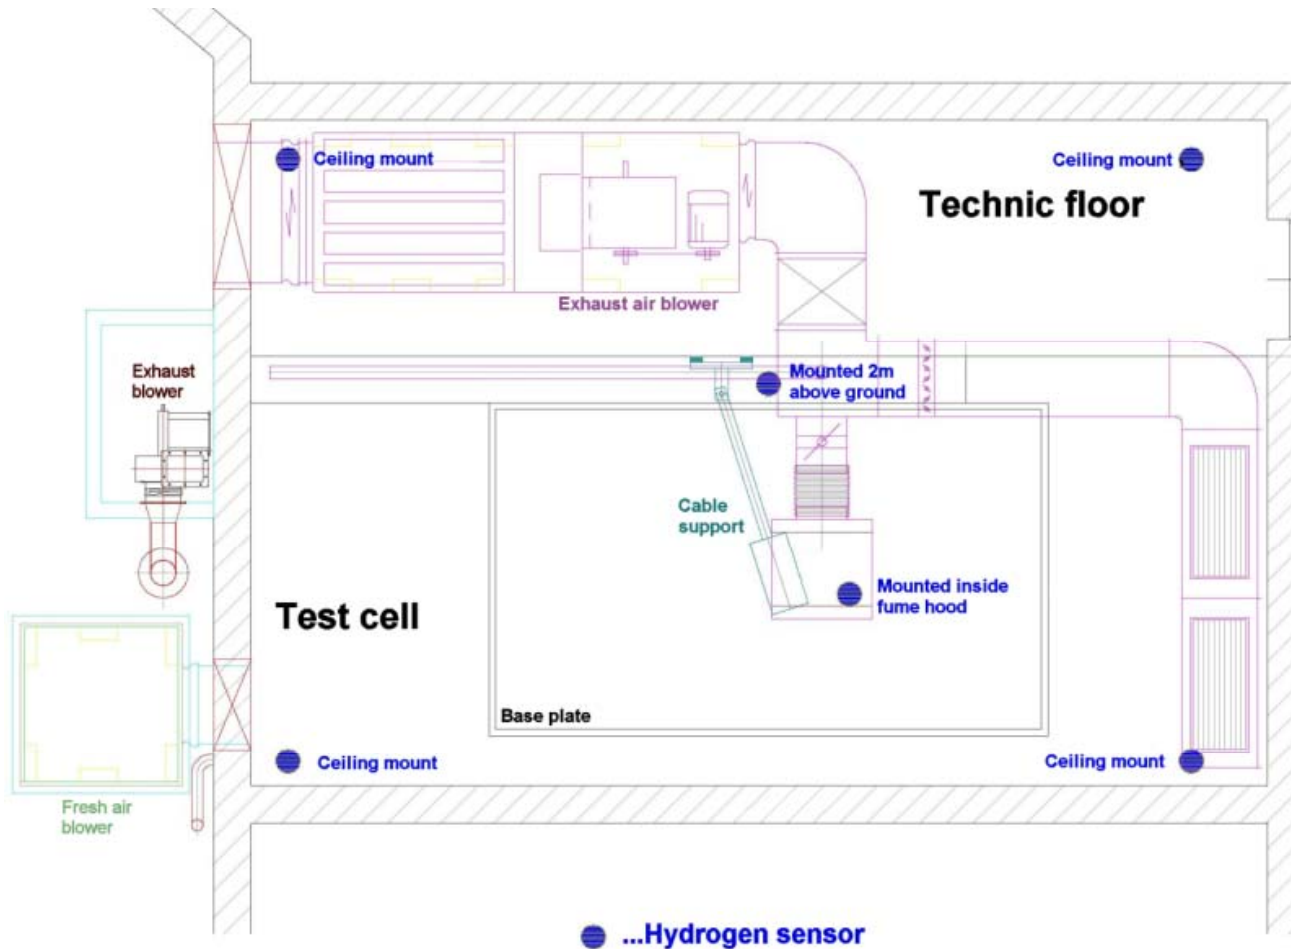 Ceiling mount
Ceiling mount
Technic floor
Exhaust air blower
Exhaust
blower
Mounted 2m
above ground
Cable
support
Mounted inside
fume hood
Test cell
Base plate
Ceiling mount
Ceiling mount
Fresh air
blower
...Hydrogen sensor